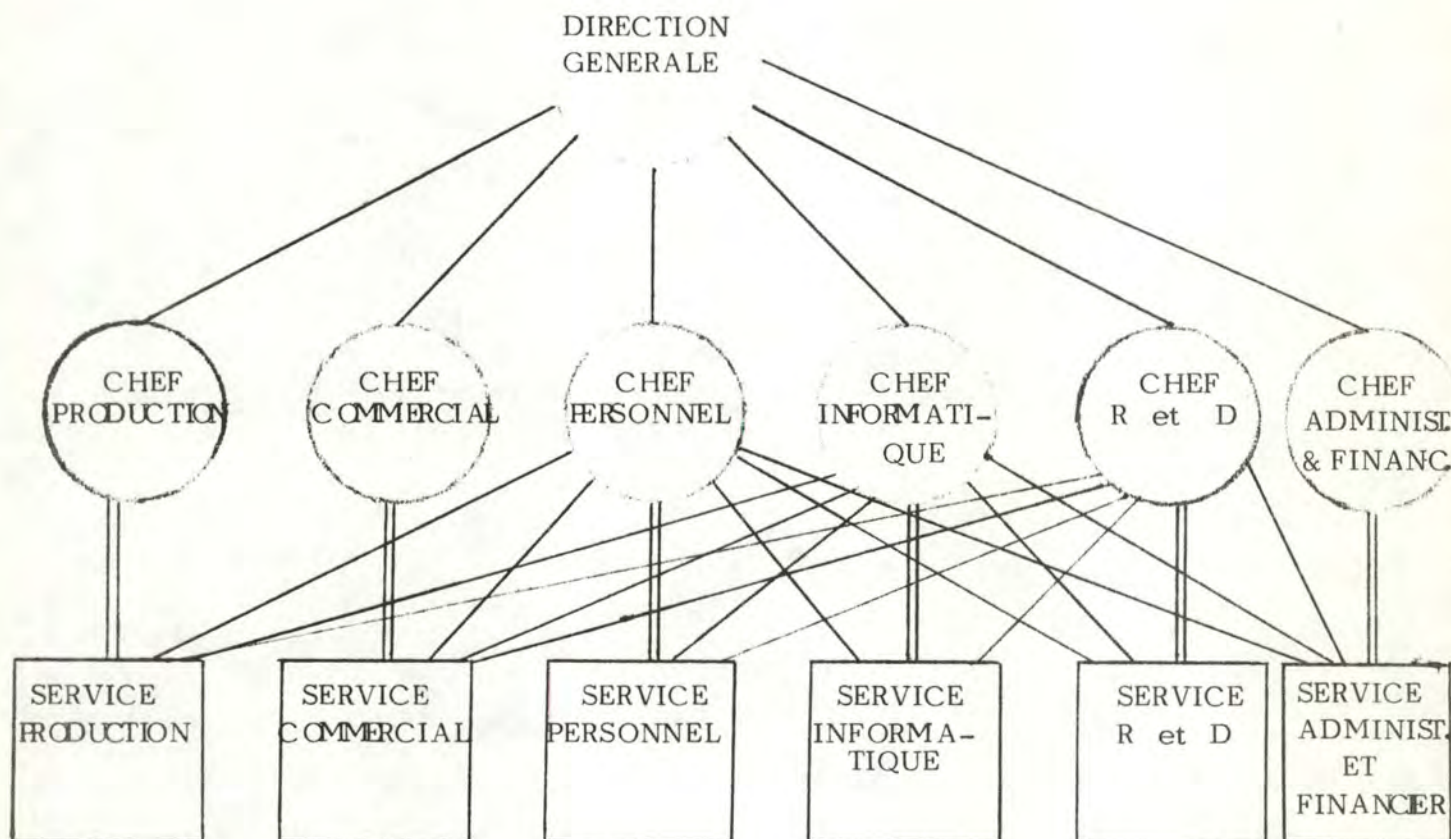 DIRECTION
GENERALE
CHEF
PRODUCTION
CHEF
COMMERCIAL
CHEF
PERSONNEL
CHEF
INFORMATI-
QUE
CHEF
R et D
CHEF
ADMINIST.
& FINANC.
SERVICE
PRODUCTION
SERVICE
COMMERCIAL
SERVICE
PERSONNEL
SERVICE
INFORMA-
TIQUE
SERVICE
R et D
SERVICE
ADMINIST.
ET
FINANCIER